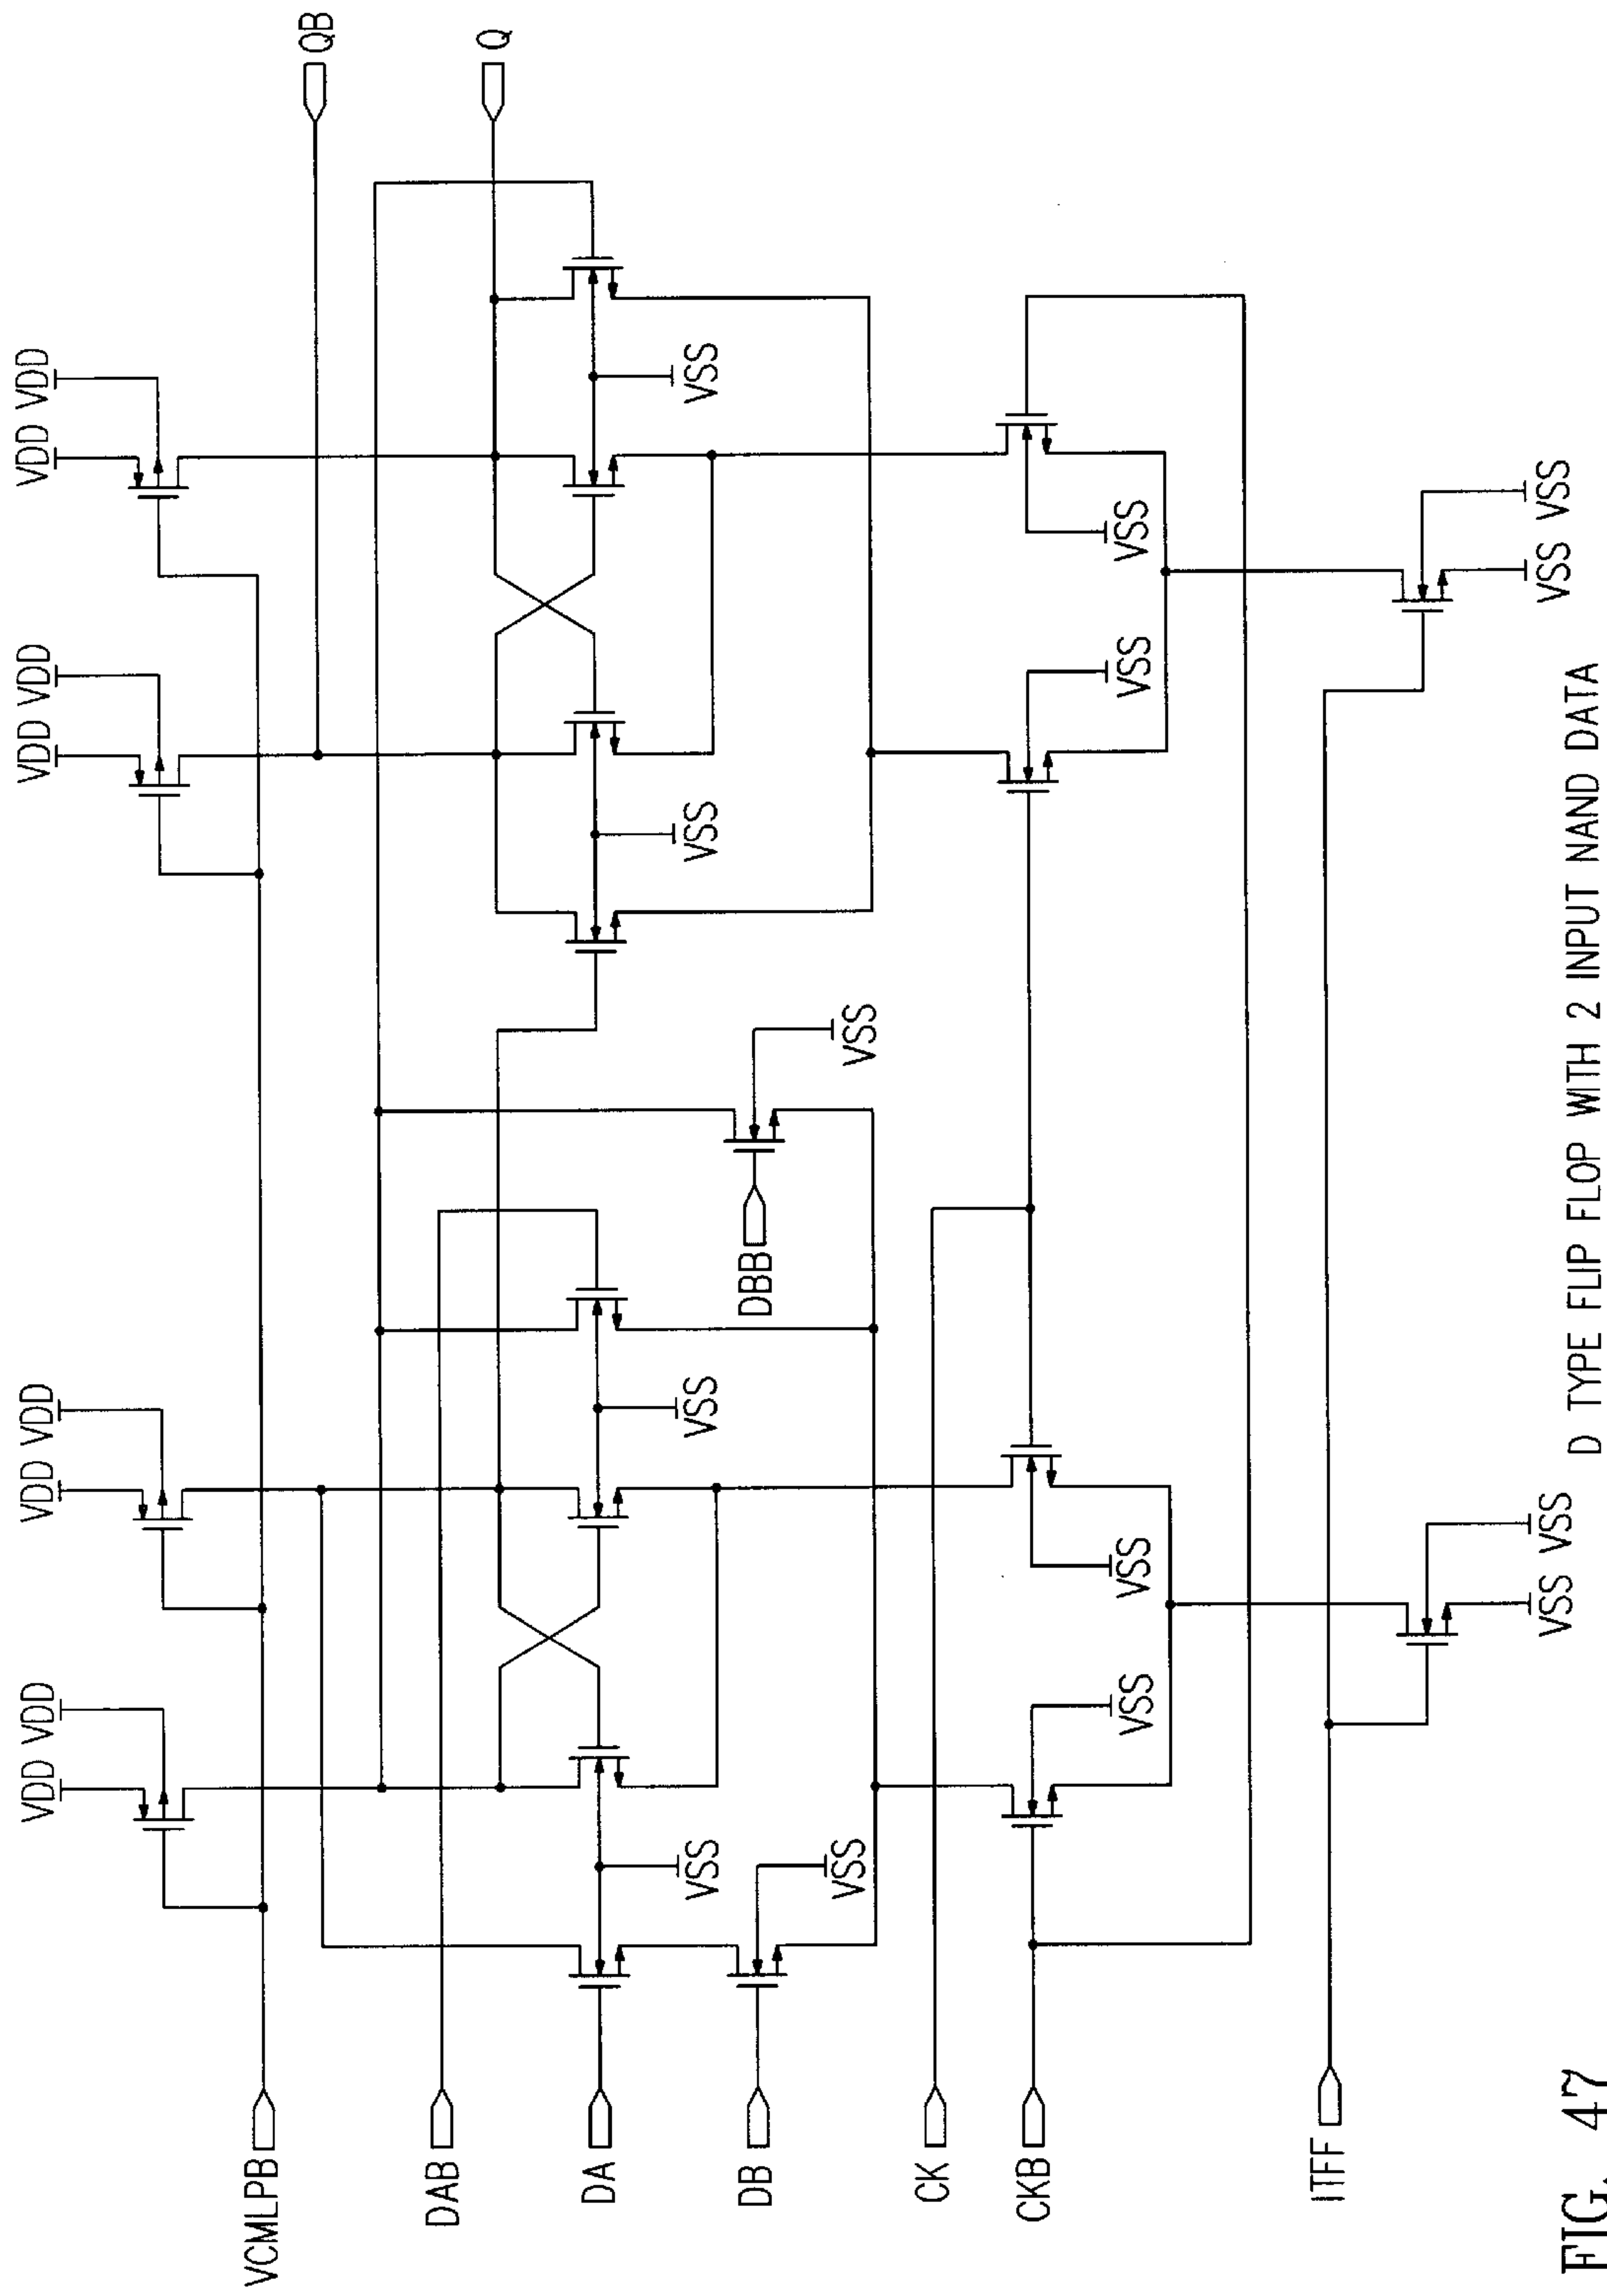 VDD VDD
VDD VDD
VDD VDD
VDD VDD
VCMLPB
QB
DAB
Q
DA
VSS
VSS
VSS
VSS
DB
VSS
DBB
VSS
CK
CKB
VSS
VSS
VSS
VSS
ITFF
VSS VSS
VSS VSS
D TYPE FLIP FLOP WITH 2 INPUT NAND DATA
FIG. 47